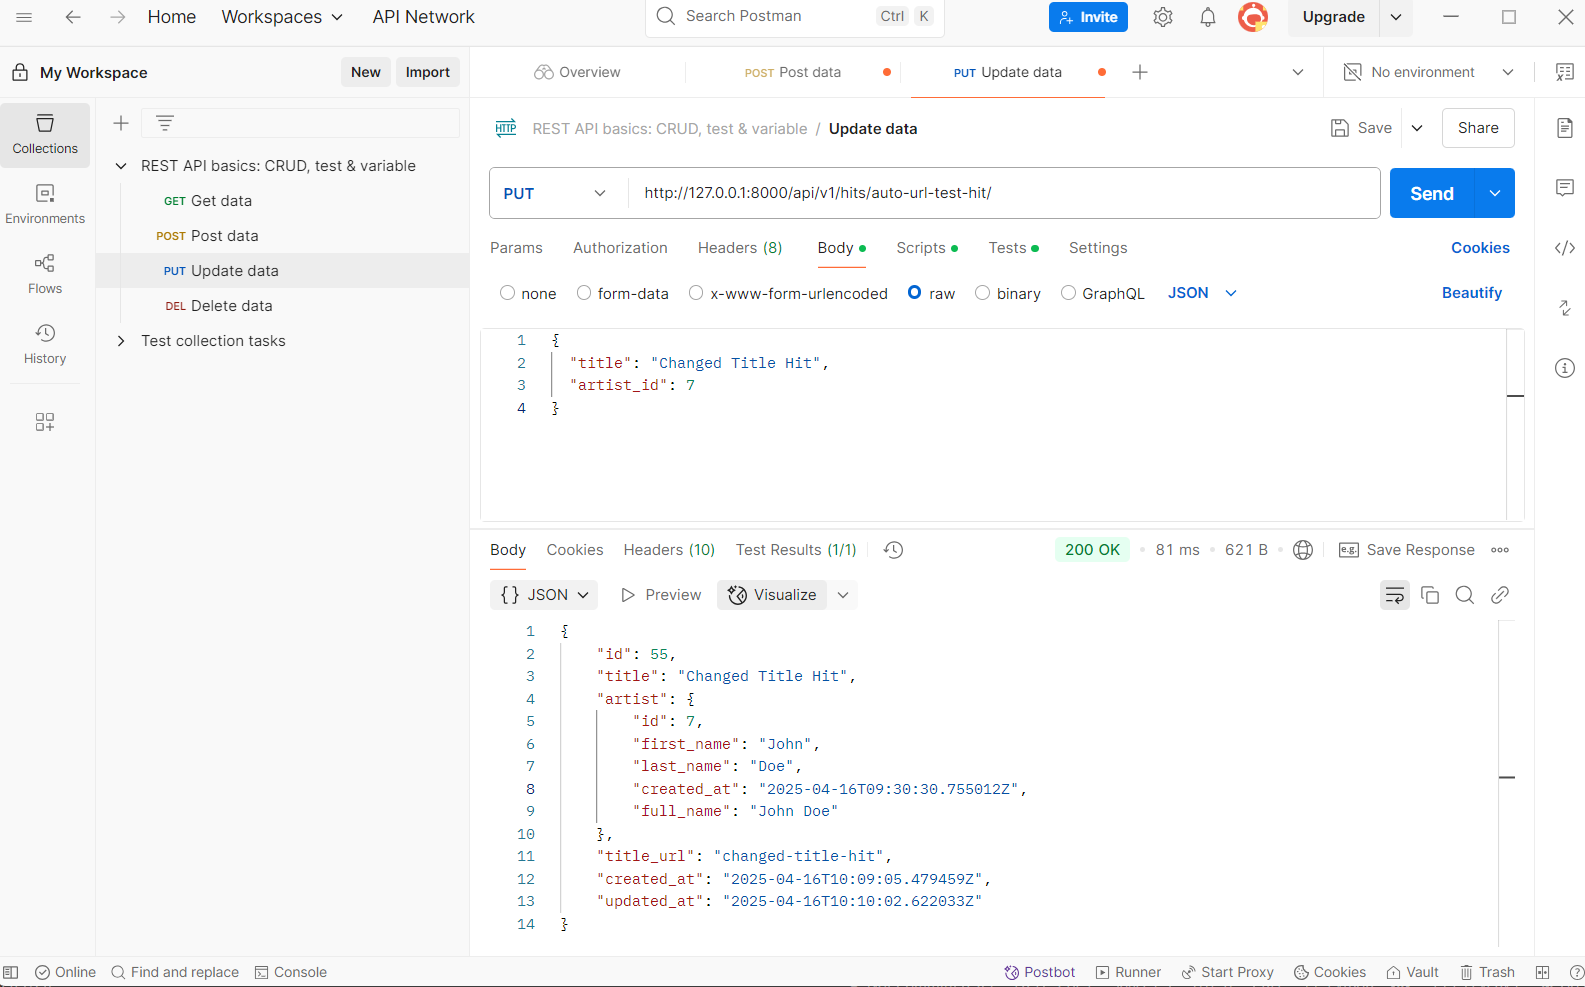 Home Workspaces API Network Search Postman Ctrl K Invite Upgrade
My Workspace New Import Overview POST Post data PUT Update data No environment
Collections
Environments
Flows
History
REST API basics: CRUD, test & variable
GET Get data
POST Post data
PUT Update data
DEL Delete data
Test collection tasks
HTTP REST API basics: CRUD, test & variable / Update data Save Share
PUT http://127.0.0.1:8000/api/v1/hits/auto-url-test-hit/ Send
Params Authorization Headers (8) Body Scripts Tests Settings Cookies
none form-data x-www-form-urlencoded raw binary GraphQL JSON Beautify
1 {
2 "title": "Changed Title Hit",
3 "artist_id": 7
4 }
Body Cookies Headers (10) Test Results (1/1) 200 OK 81 ms 621 B e.g. Save Response
{} JSON Preview Visualize
1 {
2 "id": 55,
3 "title": "Changed Title Hit",
4 "artist": {
5 "id": 7,
6 "first_name": "John",
7 "last_name": "Doe",
8 "created_at": "2025-04-16T09:30:30.755012Z",
9 "full_name": "John Doe"
10 },
11 "title_url": "changed-title-hit",
12 "created_at": "2025-04-16T10:09:05.479459Z",
13 "updated_at": "2025-04-16T10:10:02.622033Z"
14 }
Online Find and replace Console Postbot Runner Start Proxy Cookies Vault Trash